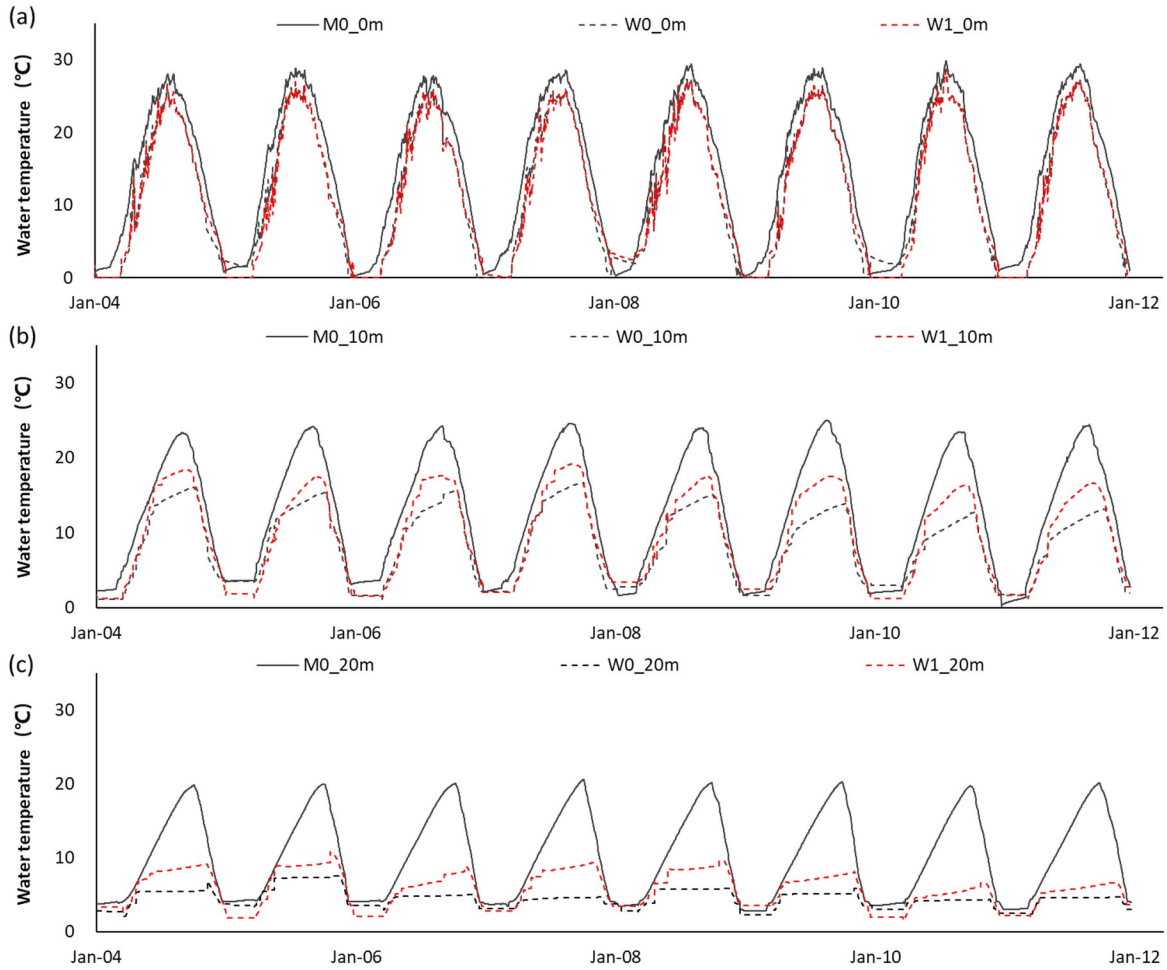 (a)
M0_0m W0_0m W1_0m
Water temperature (℃)
30
20
10
0
Jan-04 Jan-06 Jan-08 Jan-10 Jan-12
(b)
M0_10m W0_10m W1_10m
Water temperature (℃)
30
20
10
0
Jan-04 Jan-06 Jan-08 Jan-10 Jan-12
(c)
M0_20m W0_20m W1_20m
Water temperature (℃)
30
20
10
0
Jan-04 Jan-06 Jan-08 Jan-10 Jan-12